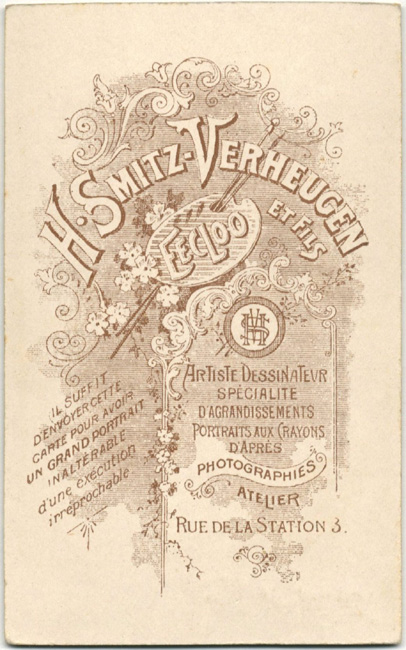 H. SMITZ-VERHEUGEN
ET FILS
EECLOO
HSV
ARTISTE DESSINATEUR
SPÉCIALITÉ
D'AGRANDISSEMENTS
PORTRAITS AUX CRAYONS
D'APRÈS
PHOTOGRAPHIES
ATELIER
RUE DE LA STATION 3.
IL SUFFIT
D'ENVOYER CETTE
CARTE POUR AVOIR
UN GRAND PORTRAIT
INALTÉRABLE
d'une exécution
irréprochable